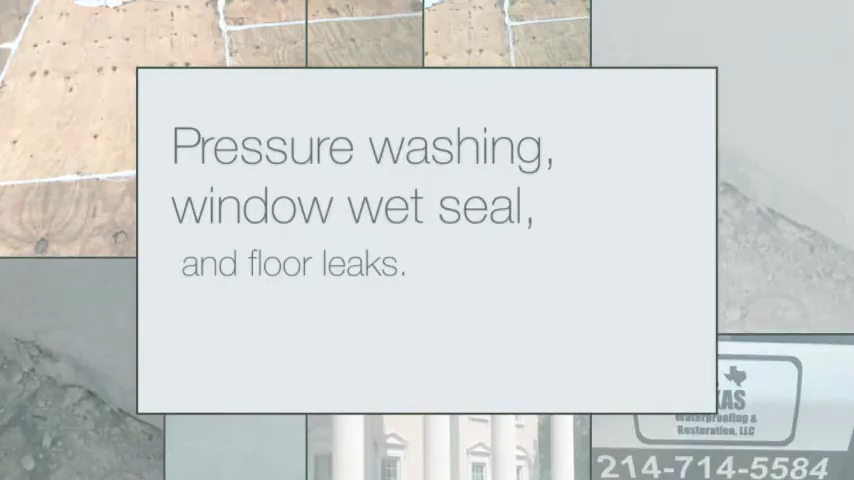 Pressure washing,
window wet seal,
and floor leaks.
Waterproofing &
Restoration, LLC
214-714-5584